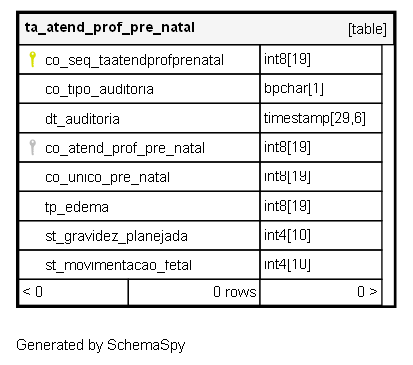 ta_atend_prof_pre_natal [table]
co_seq_taatendprofprenatal int8[19]
co_tipo_auditoria bpchar[1]
dt_auditoria timestamp[29,6]
co_atend_prof_pre_natal int8[19]
co_unico_pre_natal int8[19]
tp_edema int8[19]
st_gravidez_planejada int4[10]
st_movimentacao_fetal int4[10]
< 0 0 rows 0 >
Generated by SchemaSpy